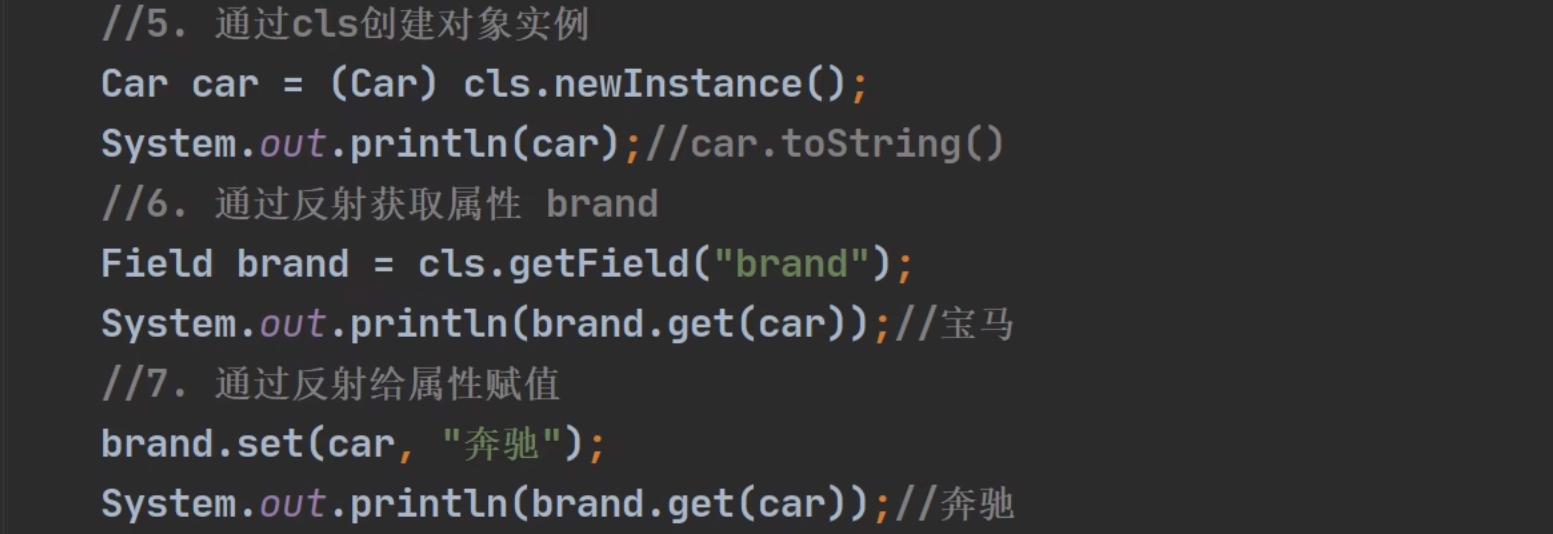 //5. 通过cls创建对象实例
Car car = (Car) cls.newInstance();
System.out.println(car);//car.toString()
//6. 通过反射获取属性 brand
Field brand = cls.getField("brand");
System.out.println(brand.get(car));//宝马
//7. 通过反射给属性赋值
brand.set(car, "奔驰");
System.out.println(brand.get(car));//奔驰